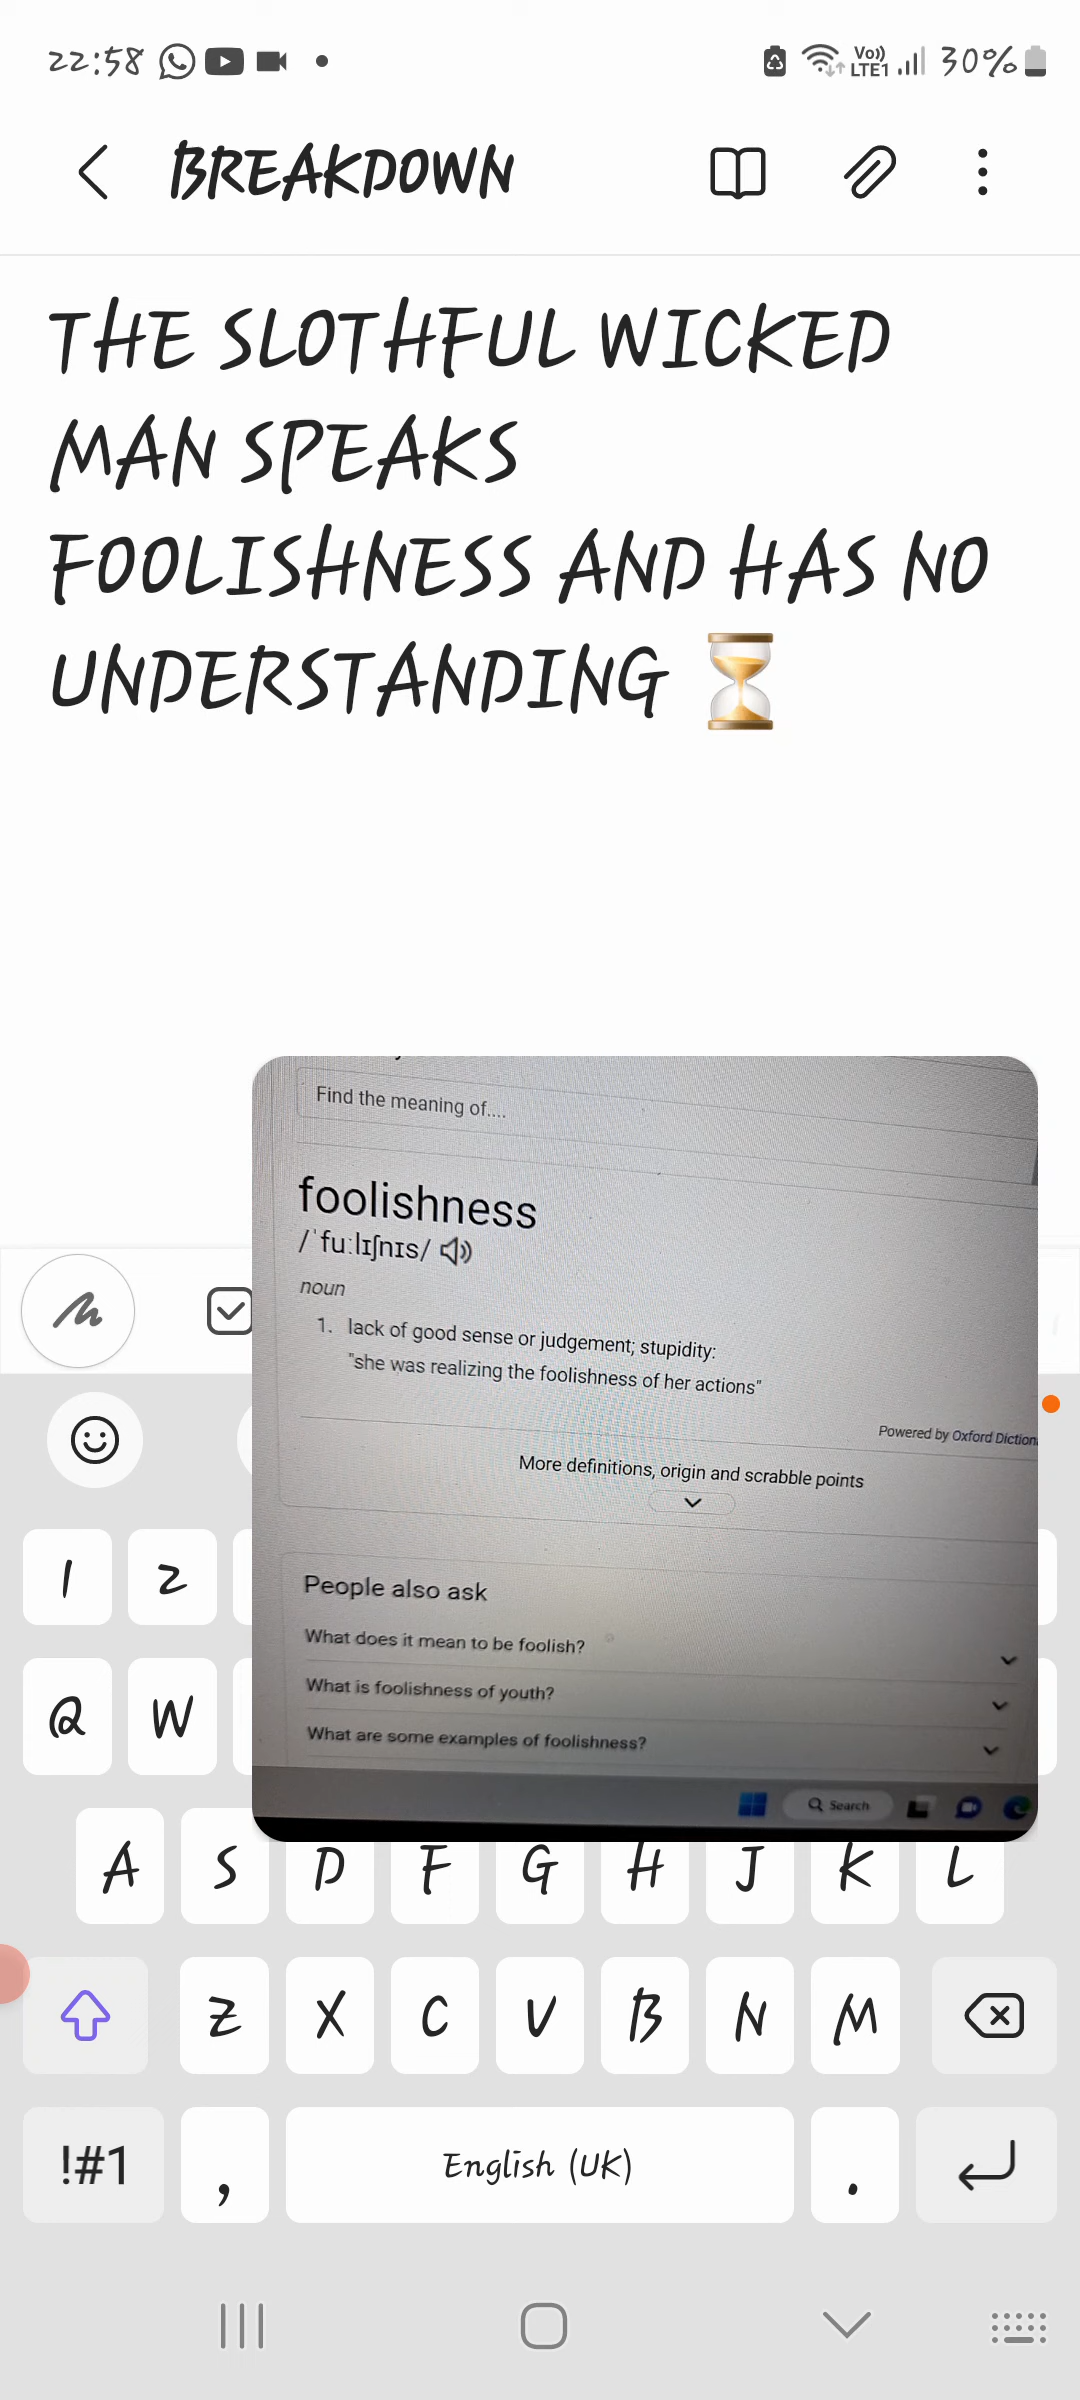 22:58
Vo))
LTE1
30%
BREAKDOWN
THE SLOTHFUL WICKED
MAN SPEAKS
FOOLISHNESS AND HAS NO
UNDERSTANDING ⏳
Find the meaning of....
foolishness
/ˈfuːlɪʃnɪs/
noun
1. lack of good sense or judgement; stupidity:
"she was realizing the foolishness of her actions"
Powered by Oxford Diction
More definitions, origin and scrabble points
People also ask
What does it mean to be foolish?
What is foolishness of youth?
What are some examples of foolishness?
Search
1 2
Q W
A S D F G H J K L
Z X C V B N M
!#1 , English (UK) .